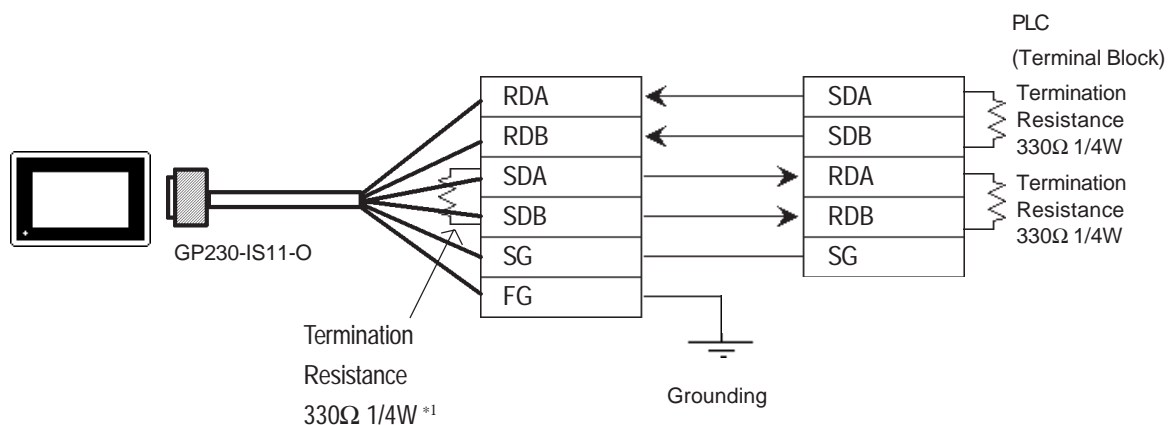 PLC
(Terminal Block)
RDA
SDA
Termination
Resistance
330Ω 1/4W
RDB
SDB
SDA
RDA
Termination
Resistance
330Ω 1/4W
SDB
RDB
GP230-IS11-O
SG
SG
FG
Termination
Resistance
330Ω 1/4W *1
Grounding